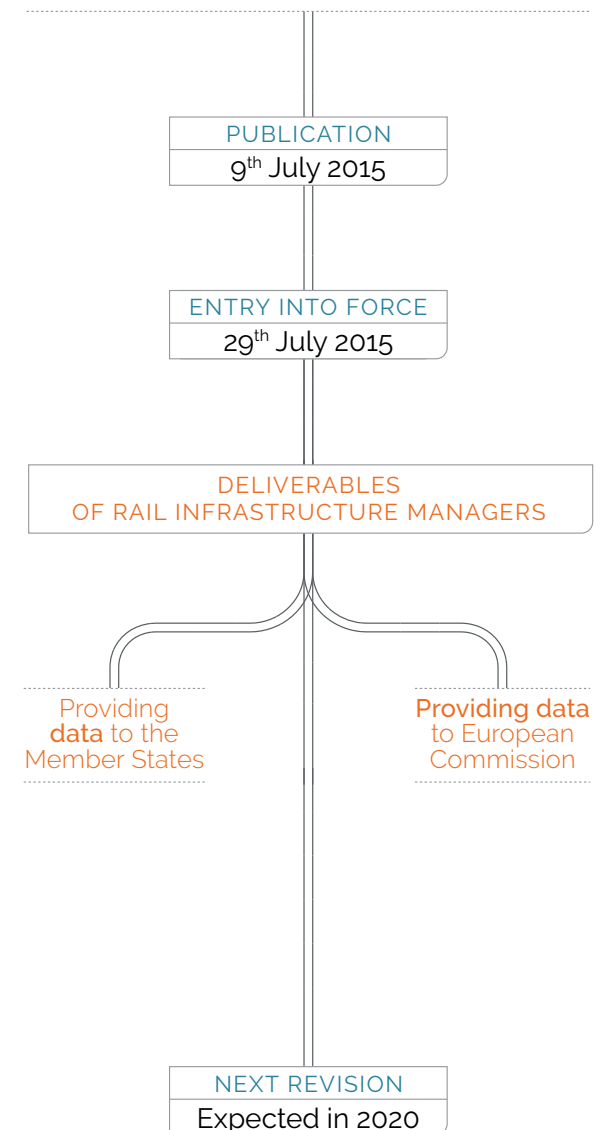 PUBLICATION
9th July 2015
ENTRY INTO FORCE
29th July 2015
DELIVERABLES
OF RAIL INFRASTRUCTURE MANAGERS
Providing
data to the
Member States
Providing data
to European
Commission
NEXT REVISION
Expected in 2020